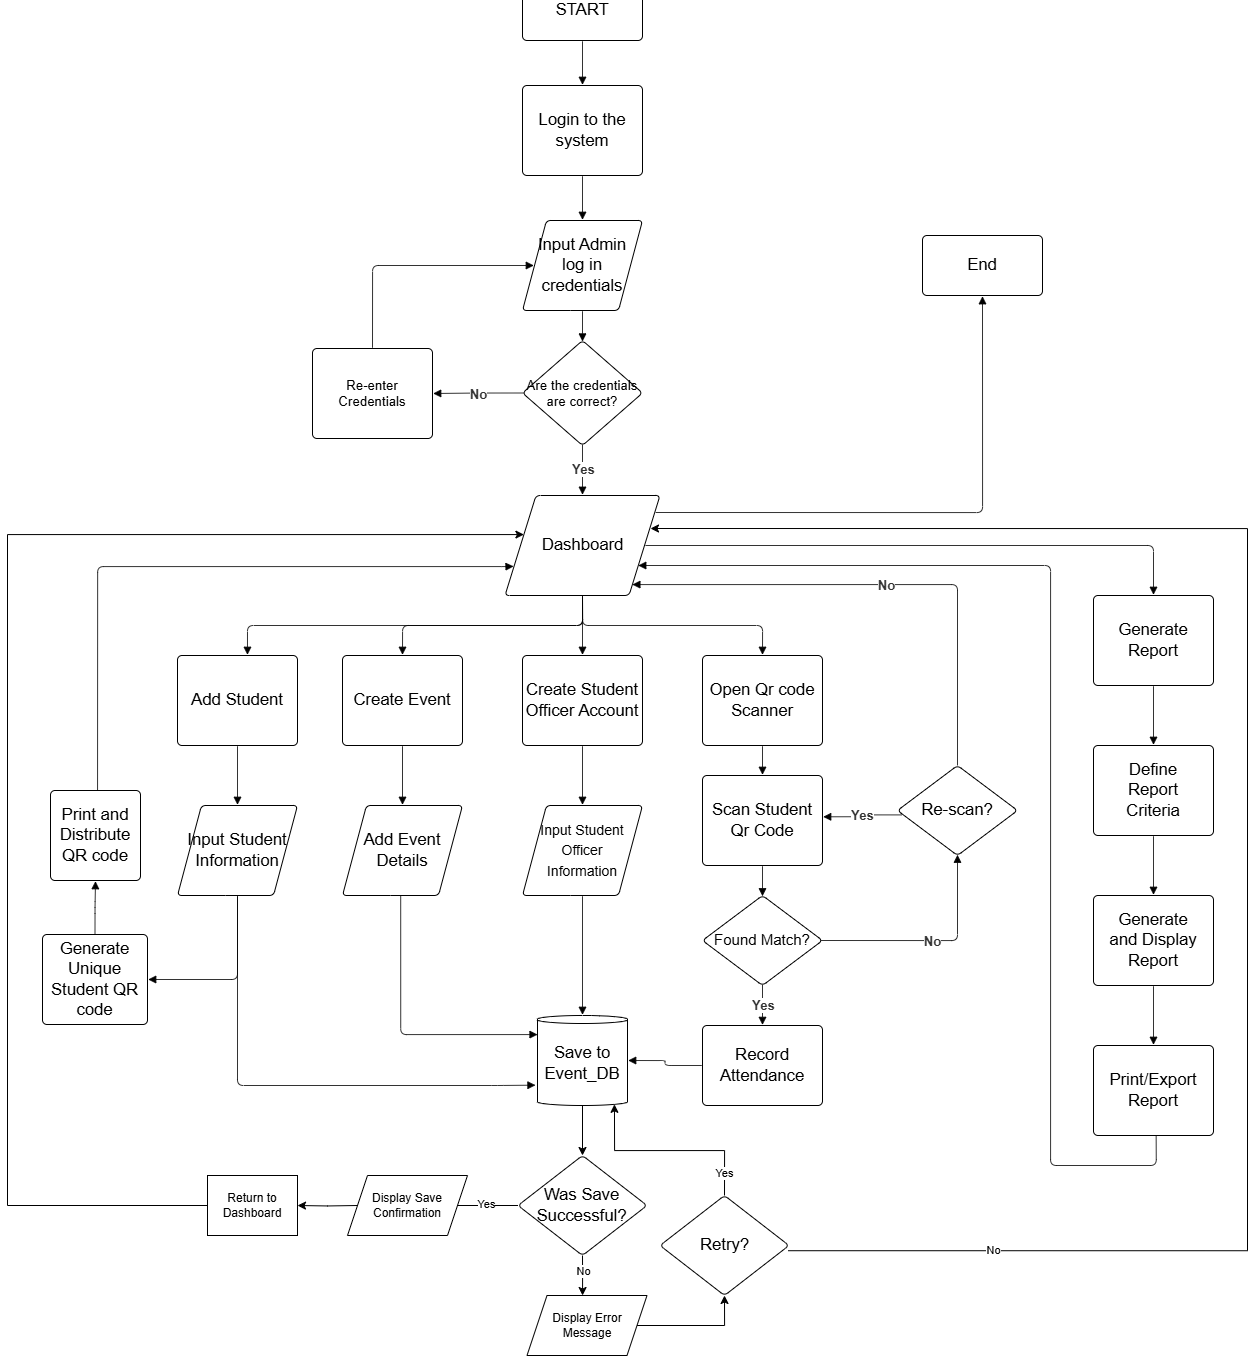 START
Login to the
system
Input Admin
log in
credentials
End
Re-enter
Credentials
No
Are the credentials
are correct?
Yes
Dashboard
No
Generate
Report
Add Student
Create Event
Create Student
Officer Account
Open Qr code
Scanner
Print and
Distribute
QR code
Input Student
Information
Add Event
Details
Input Student
Officer
Information
Scan Student
Qr Code
Yes
Re-scan?
Define
Report
Criteria
Generate
Unique
Student QR
code
Found Match?
No
Generate
and Display
Report
Yes
Save to
Event_DB
Record
Attendance
Print/Export
Report
Return to
Dashboard
Display Save
Confirmation
Yes
Was Save
Successful?
Yes
Retry?
No
No
Display Error
Message